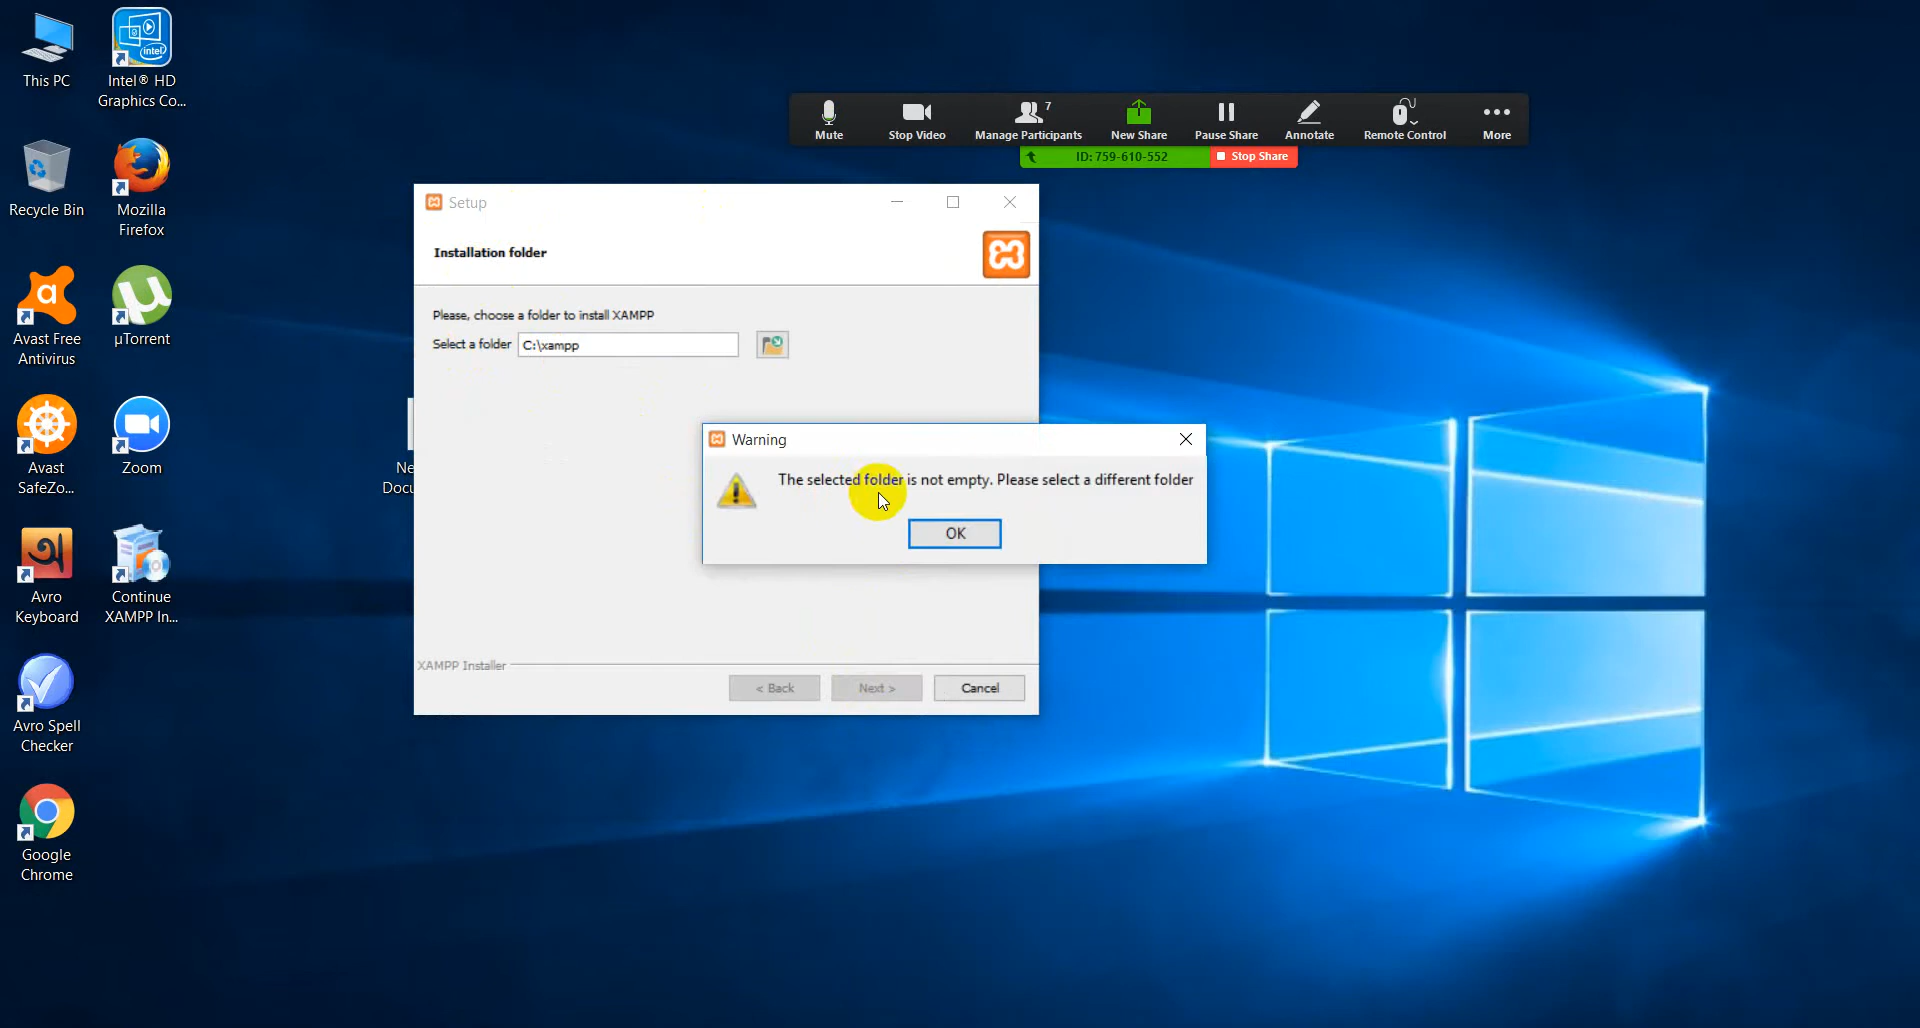 This PC
Intel® HD
Graphics Co...
Recycle Bin
Mozilla
Firefox
Avast Free
Antivirus
µTorrent
Avast
SafeZo...
Zoom
Ne
Docu
Avro
Keyboard
Continue
XAMPP In...
Avro Spell
Checker
Google
Chrome
Mute
Stop Video
Manage Participants
7
New Share
Pause Share
Annotate
Remote Control
More
ID: 759-610-552
Stop Share
Setup
Installation folder
Please, choose a folder to install XAMPP
Select a folder
C:\xampp
Warning
The selected folder is not empty. Please select a different folder
OK
XAMPP Installer
< Back
Next >
Cancel